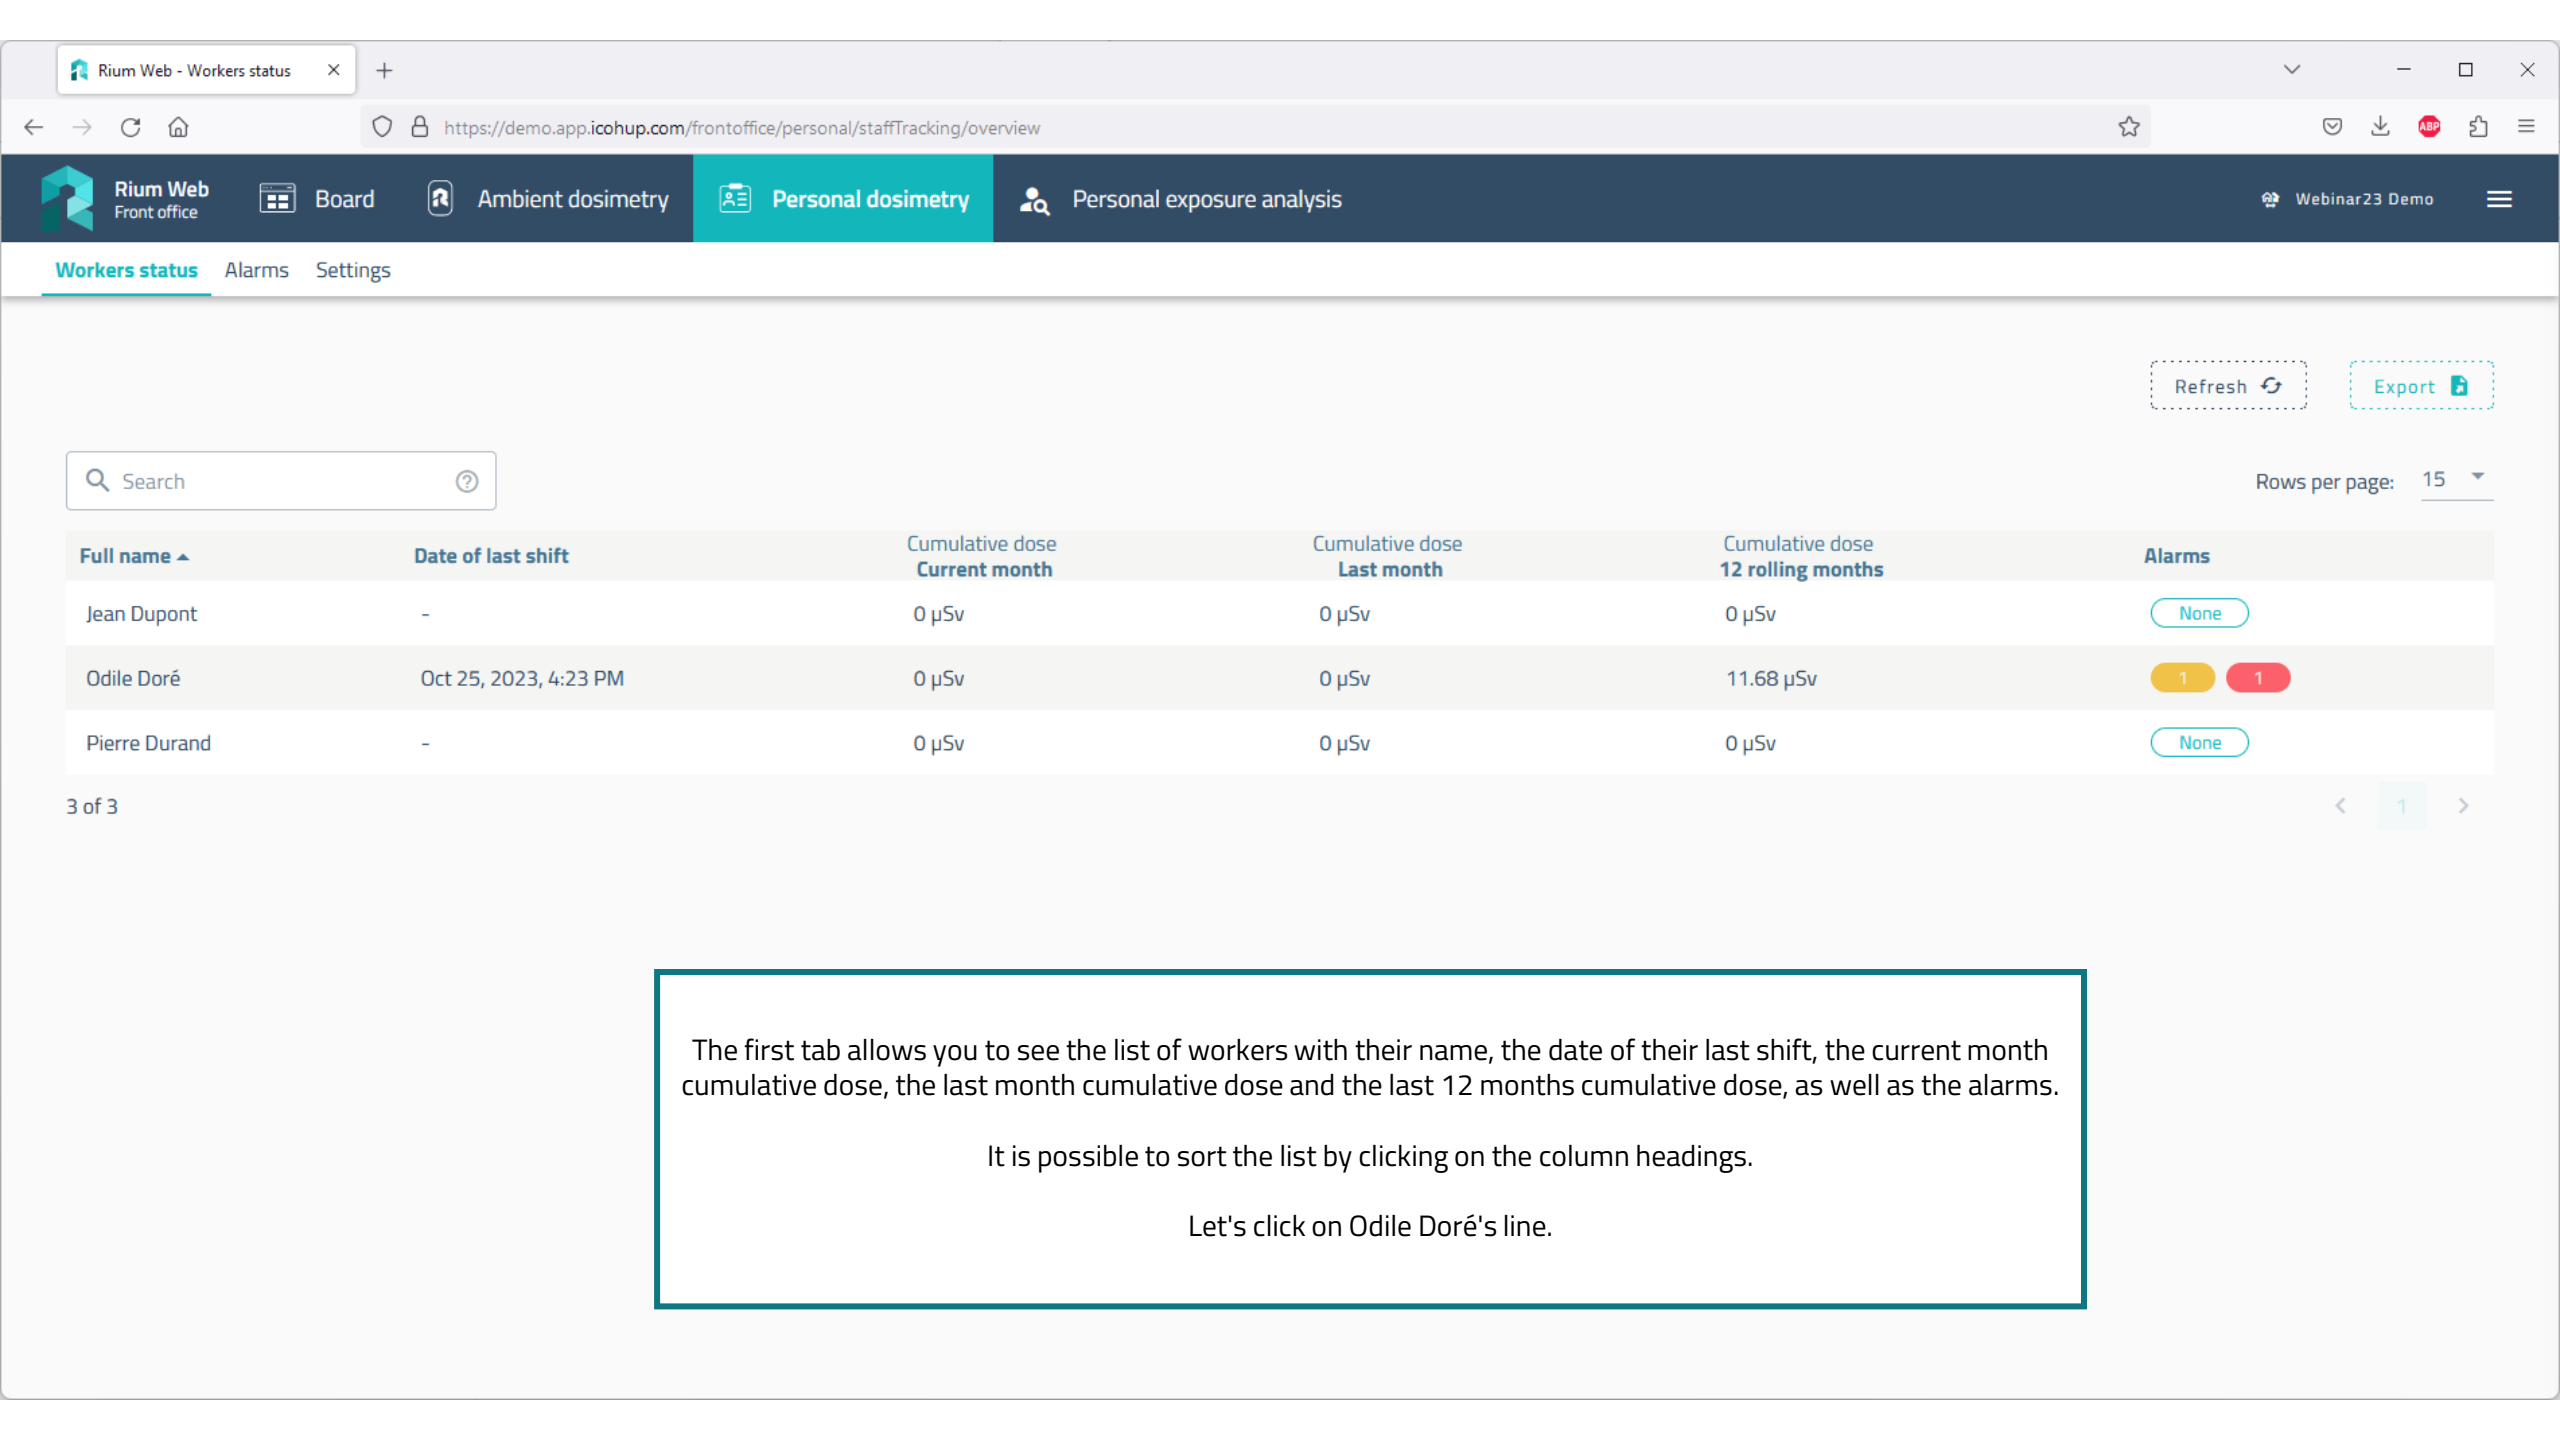 Rium Web - Workers status
https://demo.app.icohup.com/frontoffice/personal/staffTracking/overview
ABP
Rium Web
Front office
Board
Ambient dosimetry
Personal dosimetry
Personal exposure analysis
Webinar23 Demo
Workers status Alarms Settings
Refresh
Export
Search
Rows per page: 15
Full name Date of last shift Cumulative dose Current month Cumulative dose Last month Cumulative dose 12 rolling months Alarms
Jean Dupont - 0 µSv 0 µSv 0 µSv None
Odile Doré Oct 25, 2023, 4:23 PM 0 µSv 0 µSv 11.68 µSv 1 1
Pierre Durand - 0 µSv 0 µSv 0 µSv None
3 of 3
1
The first tab allows you to see the list of workers with their name, the date of their last shift, the current month
cumulative dose, the last month cumulative dose and the last 12 months cumulative dose, as well as the alarms.
It is possible to sort the list by clicking on the column headings.
Let's click on Odile Doré's line.